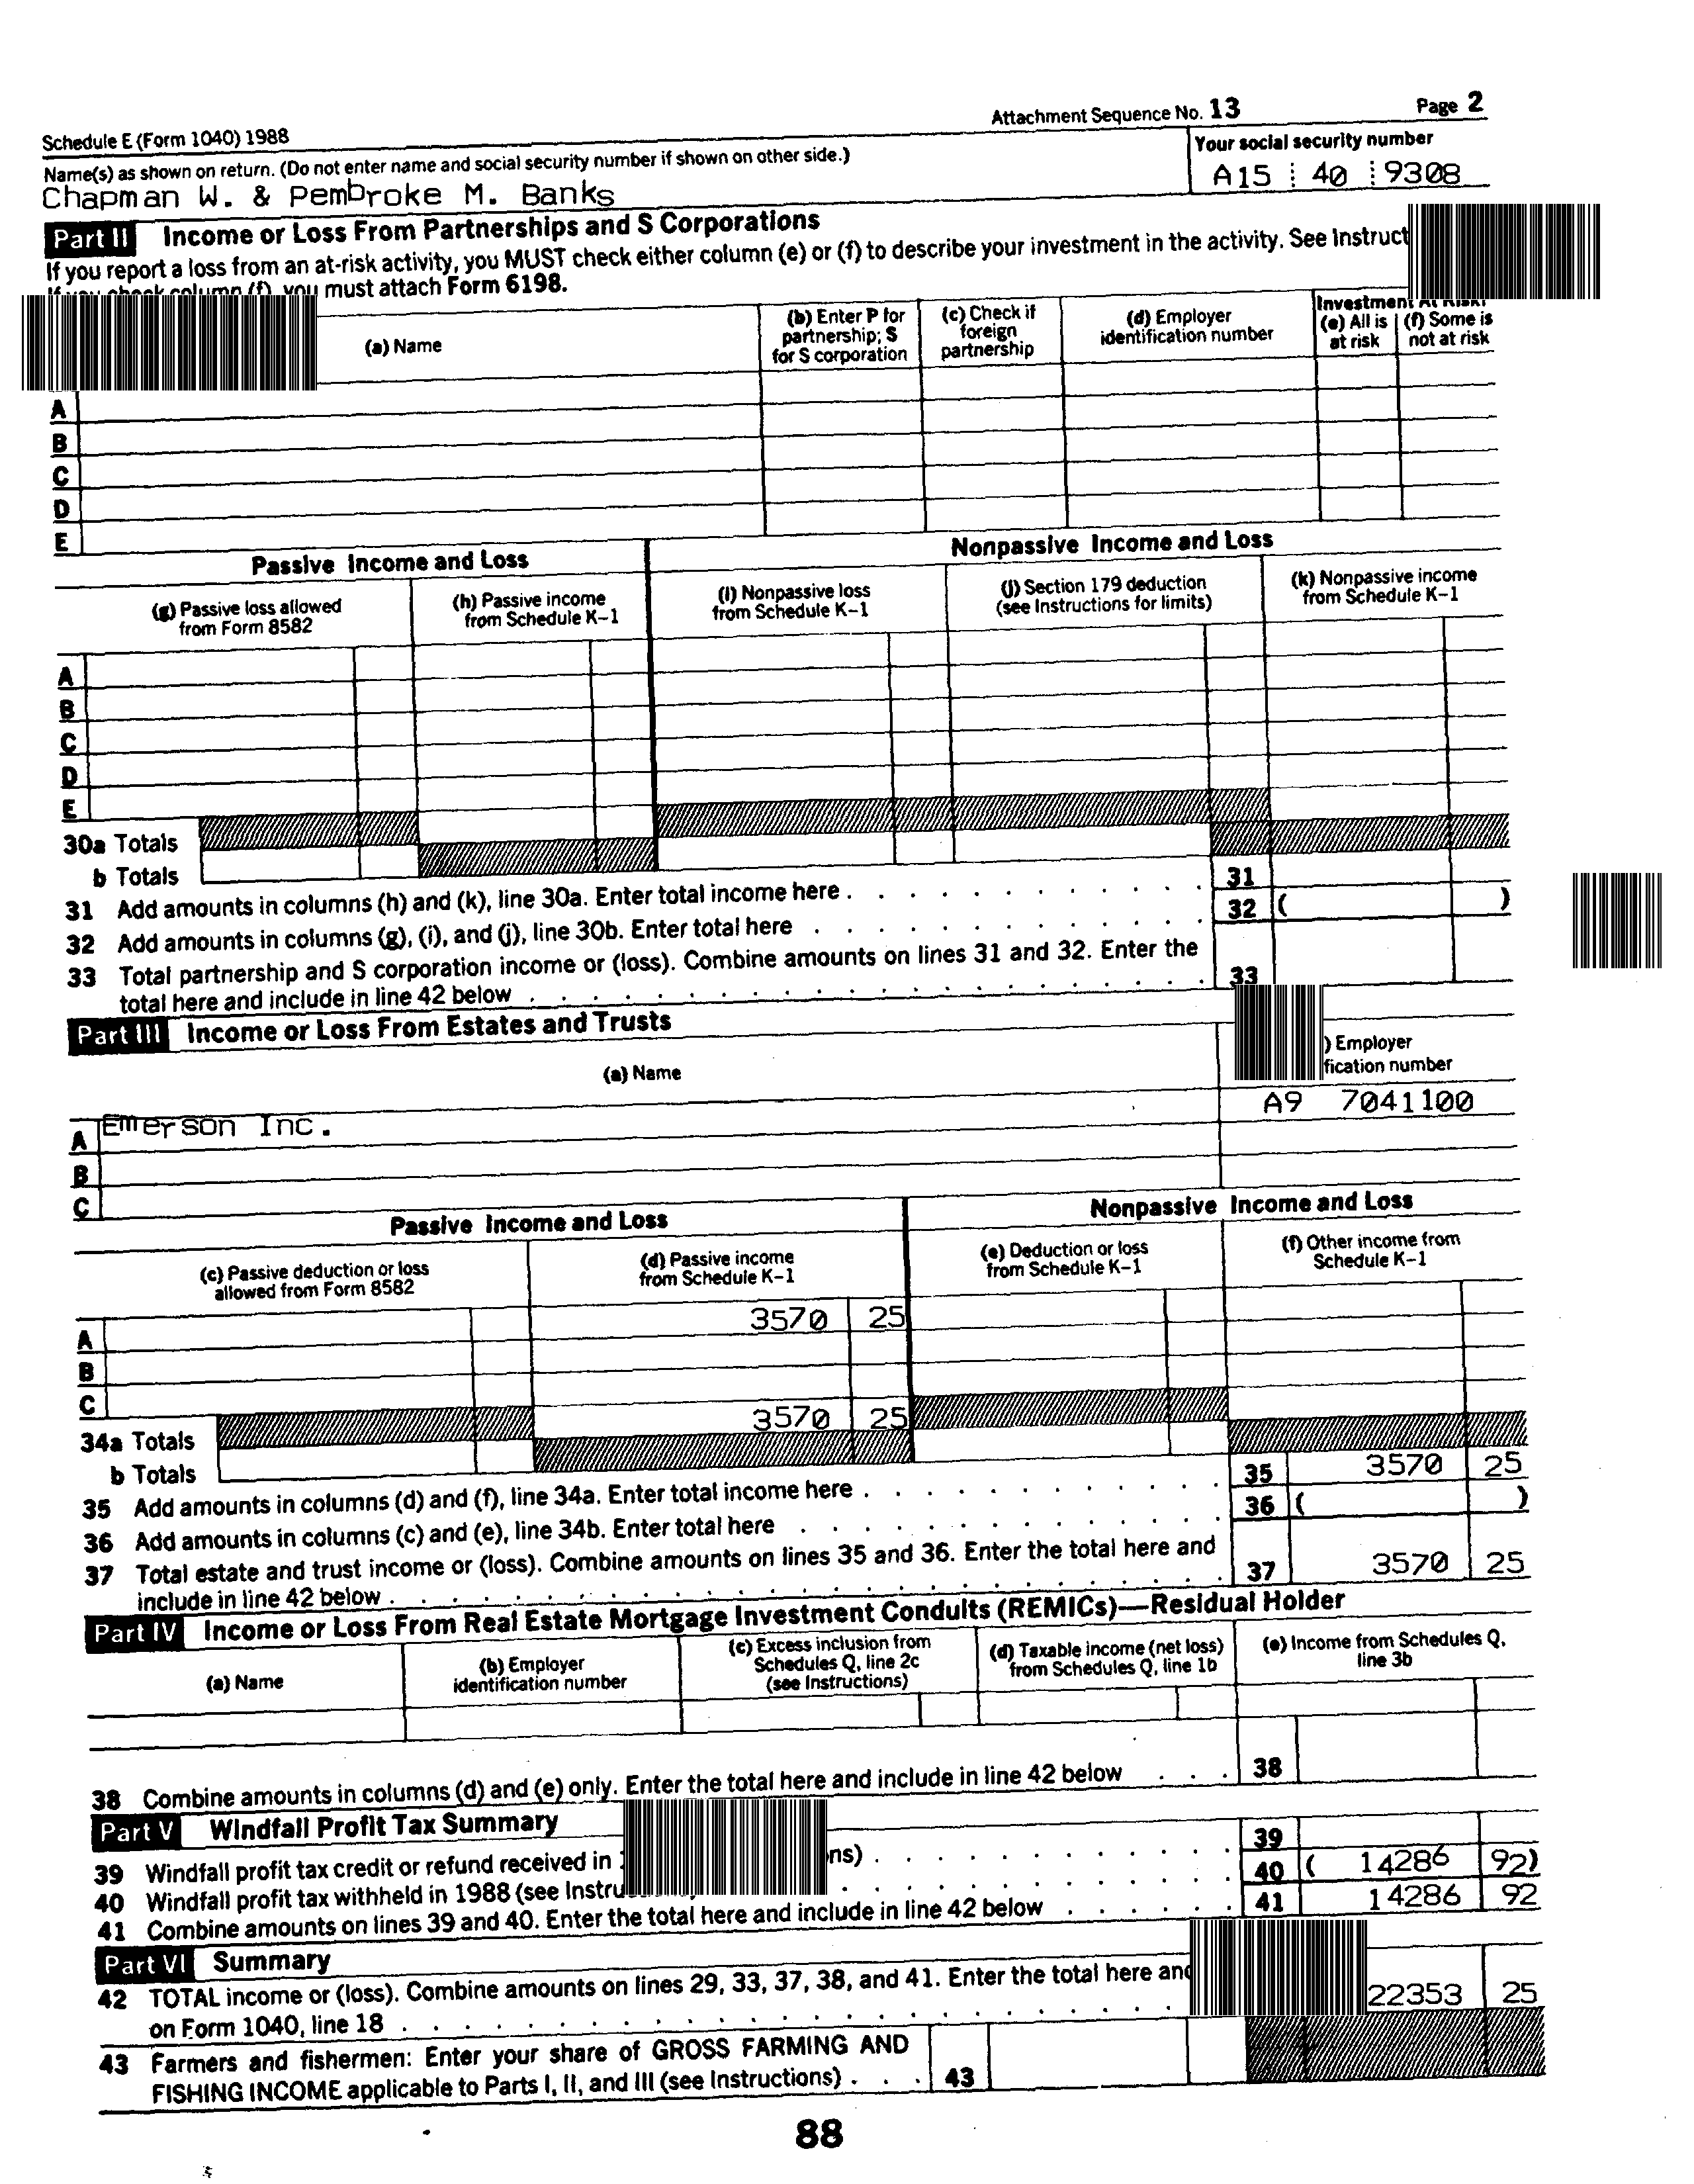 Schedule E (Form 1040) 1988 Attachment Sequence No. 13 Page 2
Name(s) as shown on return. (Do not enter name and social security number if shown on other side.) Your social security number
Chapman W. & Pembroke M. Banks A15 40 9308
Part II Income or Loss From Partnerships and S Corporations
If you report a loss from an at-risk activity, you MUST check either column (e) or (f) to describe your investment in the activity. See Instruct
If you check column (f), you must attach Form 6198.
(a) Name (b) Enter P for partnership; S for S corporation (c) Check if foreign partnership (d) Employer identification number Investment At Risk? (e) All is at risk (f) Some is not at risk
A
B
C
D
E
Passive Income and Loss Nonpassive Income and Loss
(g) Passive loss allowed from Form 8582 (h) Passive income from Schedule K-1 (i) Nonpassive loss from Schedule K-1 (j) Section 179 deduction (see Instructions for limits) (k) Nonpassive income from Schedule K-1
A
B
C
D
E
30a Totals
b Totals
31 Add amounts in columns (h) and (k), line 30a. Enter total income here . . . . . . . . . . . 31
32 Add amounts in columns (g), (i), and (j), line 30b. Enter total here . . . . . . . . . . . . 32 ( )
33 Total partnership and S corporation income or (loss). Combine amounts on lines 31 and 32. Enter the
total here and include in line 42 below . . . . . . . . . . . . . . . . . . . . . . 33
Part III Income or Loss From Estates and Trusts
(a) Name ) Employer
fication number
A Emerson Inc. A9 7041100
B
C
Passive Income and Loss Nonpassive Income and Loss
(c) Passive deduction or loss allowed from Form 8582 (d) Passive income from Schedule K-1 (e) Deduction or loss from Schedule K-1 (f) Other income from Schedule K-1
A 3570 25
B
C
34a Totals 3570 25
b Totals
35 Add amounts in columns (d) and (f), line 34a. Enter total income here . . . . . . . . . . . 35 3570 25
36 Add amounts in columns (c) and (e), line 34b. Enter total here . . . . . . . . . . . . . 36 ( )
37 Total estate and trust income or (loss). Combine amounts on lines 35 and 36. Enter the total here and
include in line 42 below . . . . . . . . . . . . . . . . . . . . . . . . . . 37 3570 25
Part IV Income or Loss From Real Estate Mortgage Investment Conduits (REMICs)—Residual Holder
(a) Name (b) Employer identification number (c) Excess inclusion from Schedules Q, line 2c (see Instructions) (d) Taxable income (net loss) from Schedules Q, line 1b (e) Income from Schedules Q, line 3b
38 Combine amounts in columns (d) and (e) only. Enter the total here and include in line 42 below . . . 38
Part V Windfall Profit Tax Summary
39 Windfall profit tax credit or refund received in ns) . . . . . . . . . . . . 39
40 Windfall profit tax withheld in 1988 (see Instru . . . . . . . . . . . . 40 ( 14286 92)
41 Combine amounts on lines 39 and 40. Enter the total here and include in line 42 below . . . . . . 41 14286 92
Part VI Summary
42 TOTAL income or (loss). Combine amounts on lines 29, 33, 37, 38, and 41. Enter the total here and
on Form 1040, line 18 . . . . . . . . . . . . . . . . . . . . . . . . 22353 25
43 Farmers and fishermen: Enter your share of GROSS FARMING AND
FISHING INCOME applicable to Parts I, II, and III (see Instructions) . . . 43
88